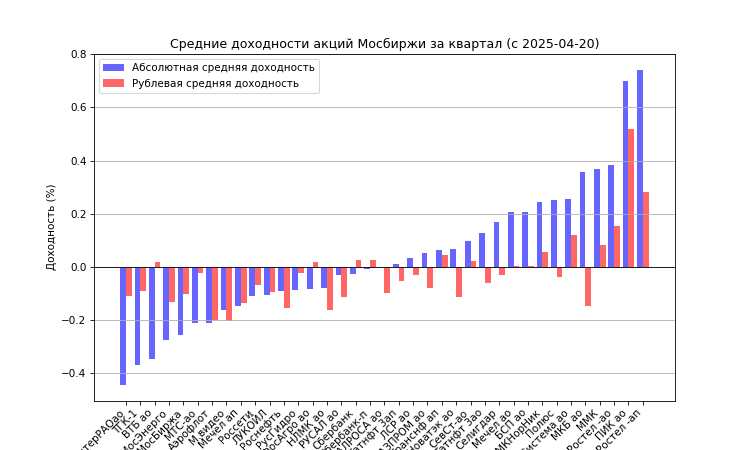 Средние доходности акций Мосбиржи за квартал (с 2025-04-20)
Абсолютная средняя доходность
Рублевая средняя доходность
Доходность (%)
0.8
0.6
0.4
0.2
0.0
−0.2
−0.4
ТГК-1
ВТБ ао
МосБиржа
МТС-ао
Аэрофлот
М.видео
Мечел ап
Россети
ЛУКОЙЛ
Роснефть
РусГидро
НЛМК ао
РУСАЛ ао
Сбербанк
ЛСР ао
СевСт-ао
Селигдар
Мечел ао
БСП ао
Полюс
МКБ ао
ММК
Ростел -ао
ПИК ао
Ростел -ап